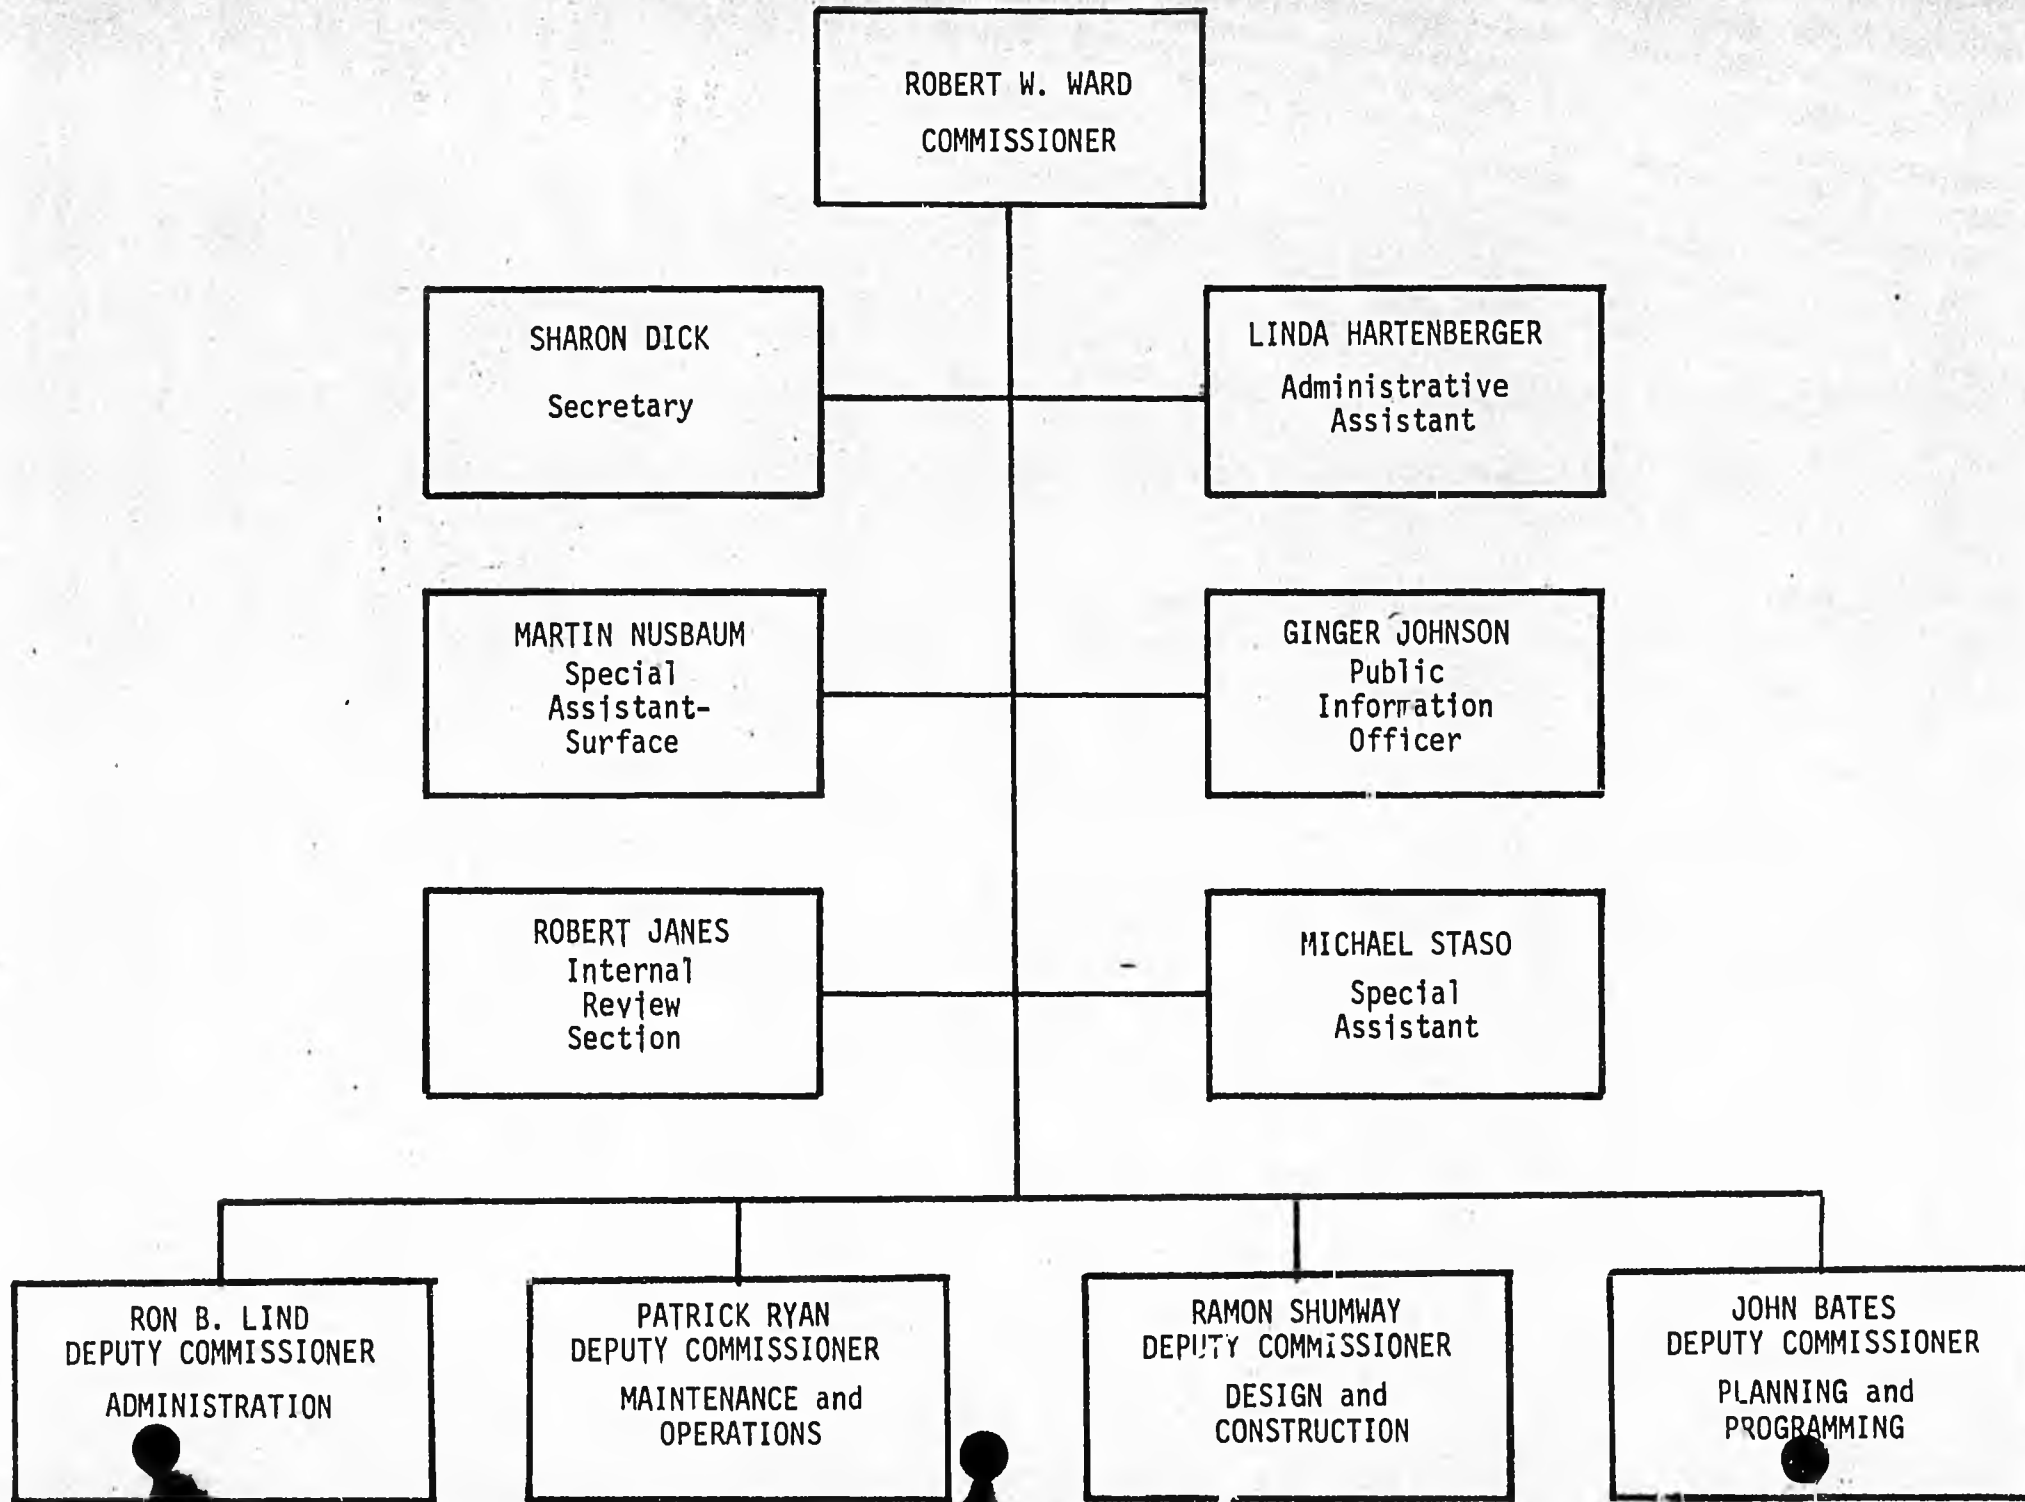 ROBERT W. WARD
COMMISSIONER
SHARON DICK
Secretary
LINDA HARTENBERGER
Administrative
Assistant
MARTIN NUSBAUM
Special
Assistant-
Surface
GINGER JOHNSON
Public
Information
Officer
ROBERT JANES
Internal
Review
Section
MICHAEL STASO
Special
Assistant
RON B. LIND
DEPUTY COMMISSIONER
ADMINISTRATION
PATRICK RYAN
DEPUTY COMMISSIONER
MAINTENANCE and
OPERATIONS
RAMON SHUMWAY
DEPUTY COMMISSIONER
DESIGN and
CONSTRUCTION
JOHN BATES
DEPUTY COMMISSIONER
PLANNING and
PROGRAMMING